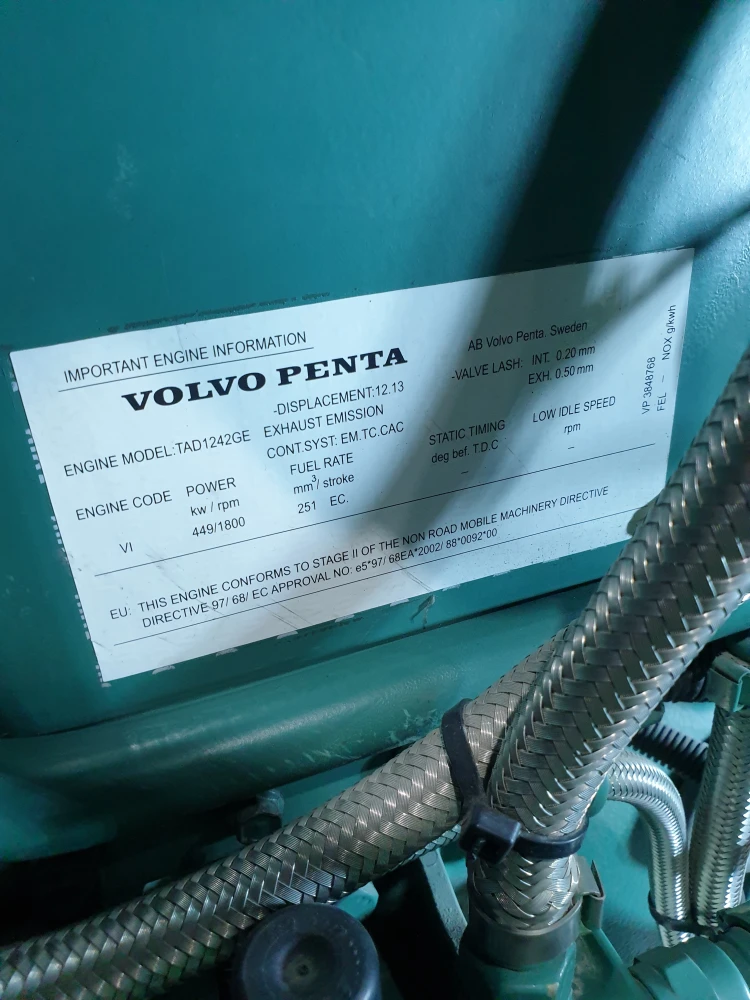 IMPORTANT ENGINE INFORMATION
VOLVO PENTA
AB Volvo Penta. Sweden
ENGINE MODEL:TAD1242GE
-DISPLACEMENT:12.13
EXHAUST EMISSION
CONT.SYST: EM.TC.CAC
-VALVE LASH: INT. 0.20 mm
EXH. 0.50 mm
ENGINE CODE
VI
POWER
kw / rpm
449/1800
FUEL RATE
mm³/ stroke
251 EC.
STATIC TIMING
deg bef. T.D.C
–
LOW IDLE SPEED
rpm
–
VP 3848768
FEL – NOX g/kwh
EU: THIS ENGINE CONFORMS TO STAGE II OF THE NON ROAD MOBILE MACHINERY DIRECTIVE
DIRECTIVE 97/ 68/ EC APPROVAL NO: e5*97/ 68EA*2002/ 88*0092*00